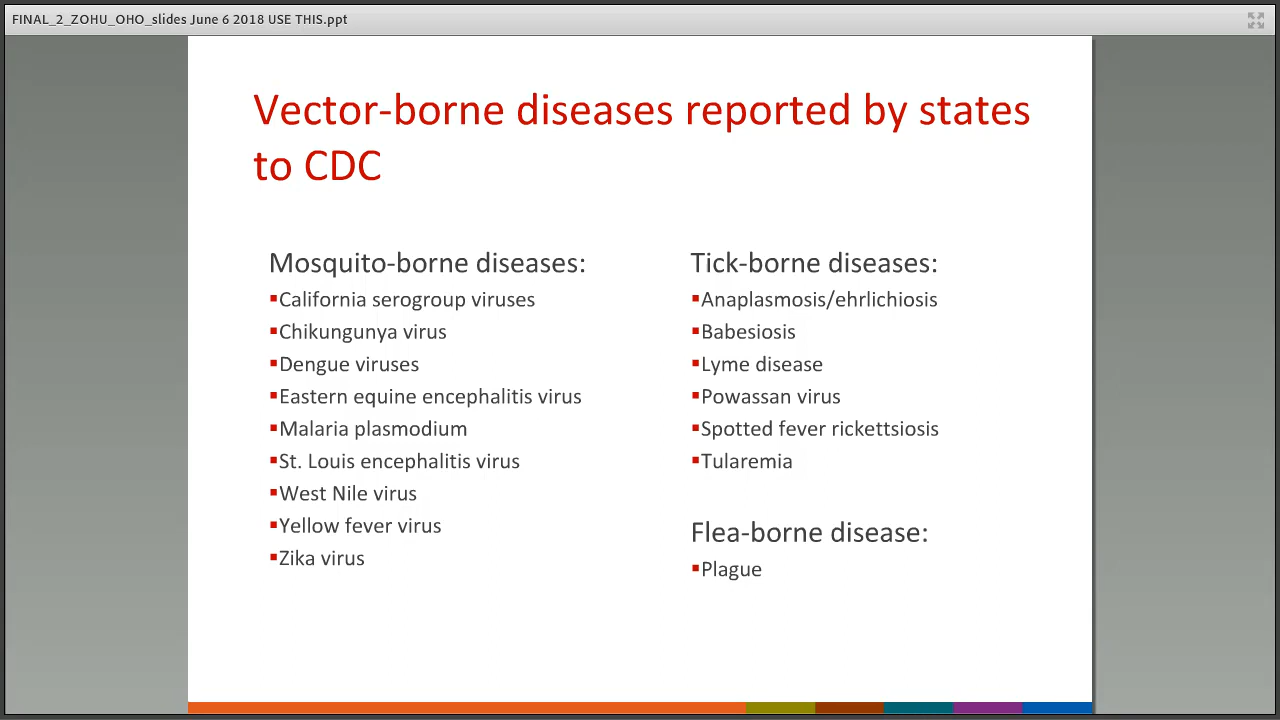 FINAL_2_ZOHU_OHO_slides June 6 2018 USE THIS.ppt
Vector-borne diseases reported by states
to CDC
Mosquito-borne diseases:
▪California serogroup viruses
▪Chikungunya virus
▪Dengue viruses
▪Eastern equine encephalitis virus
▪Malaria plasmodium
▪St. Louis encephalitis virus
▪West Nile virus
▪Yellow fever virus
▪Zika virus
Tick-borne diseases:
▪Anaplasmosis/ehrlichiosis
▪Babesiosis
▪Lyme disease
▪Powassan virus
▪Spotted fever rickettsiosis
▪Tularemia
Flea-borne disease:
▪Plague